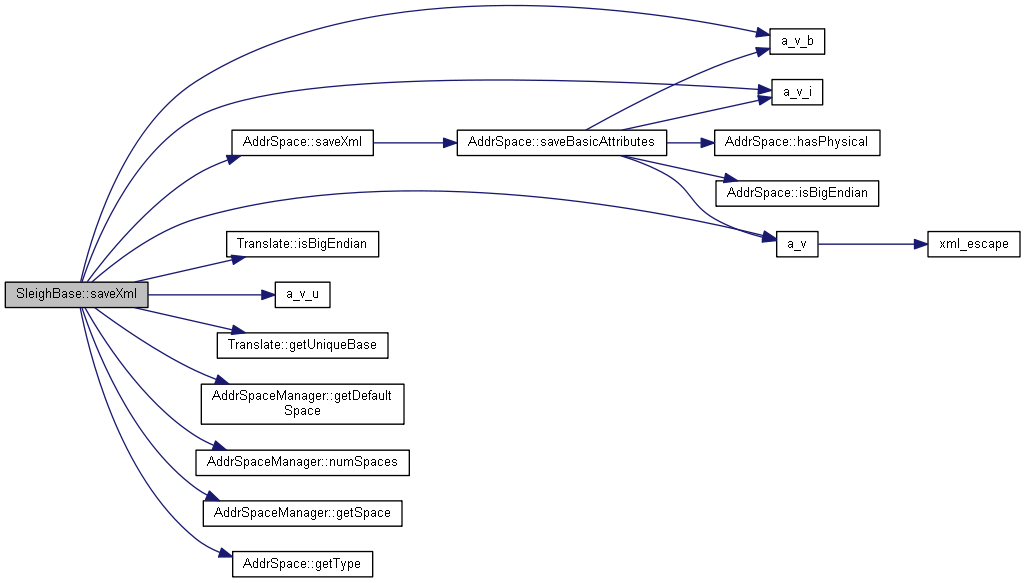 a_v_b
a_v_i
AddrSpace::saveXml
AddrSpace::saveBasicAttributes
AddrSpace::hasPhysical
AddrSpace::isBigEndian
Translate::isBigEndian
a_v
xml_escape
SleighBase::saveXml
a_v_u
Translate::getUniqueBase
AddrSpaceManager::getDefault
Space
AddrSpaceManager::numSpaces
AddrSpaceManager::getSpace
AddrSpace::getType